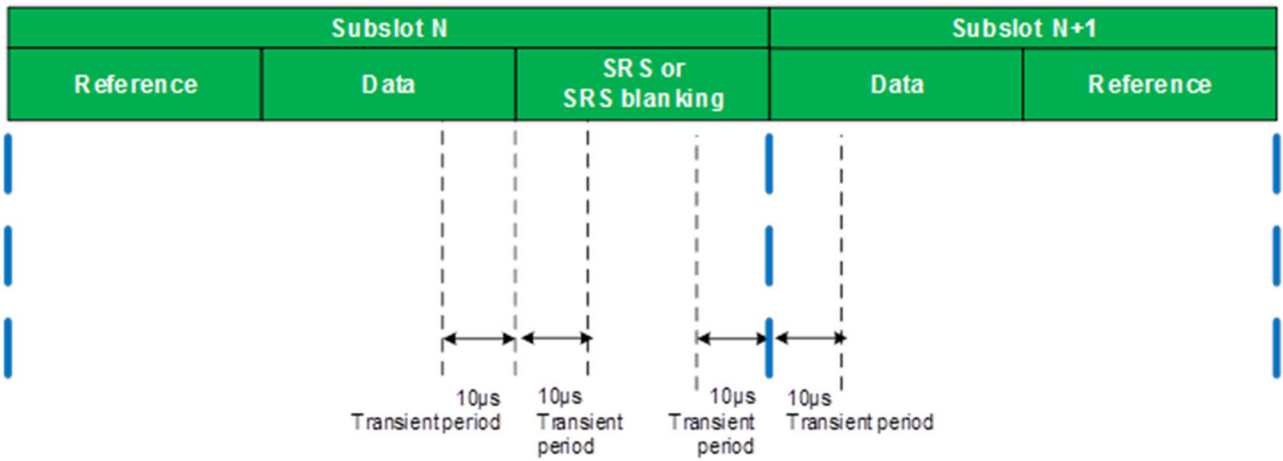 Subslot N
Subslot N+1
Reference
Data
SRS or
SRS blanking
Data
Reference
10µs
Transient period
10µs
Transient
period
10µs
Transient
period
10µs
Transient period